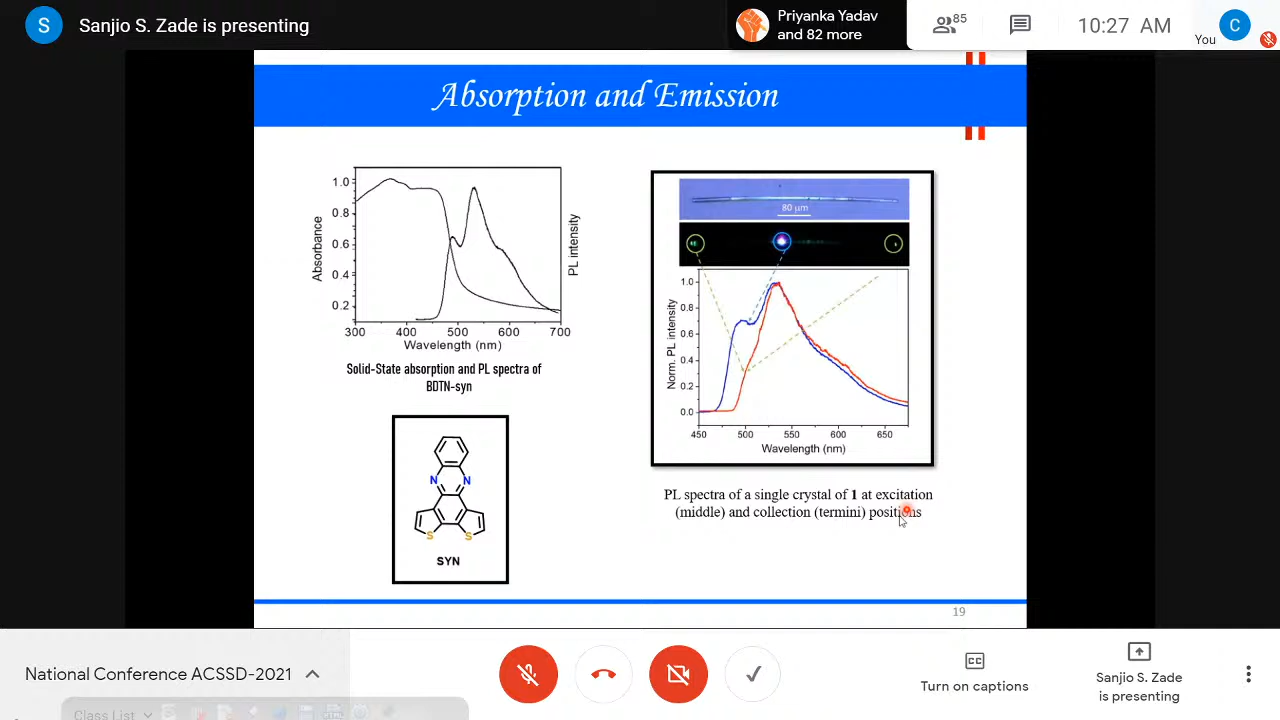 S
Sanjio S. Zade is presenting
Priyanka Yadav
and 82 more
85
10:27 AM
You
C
Absorption and Emission
1.0
0.8
0.6
0.4
0.2
Absorbance
PL intensity
300 400 500 600 700
Wavelength (nm)
Solid-State absorption and PL spectra of
BDTN-syn
N N
S S
SYN
80 µm
1.0
0.8
0.6
0.4
0.2
0.0
Norm. PL intensity
450 500 550 600 650
Wavelength (nm)
PL spectra of a single crystal of 1 at excitation
(middle) and collection (termini) positions
19
National Conference ACSSD-2021
CC
Turn on captions
Sanjio S. Zade
is presenting
Class List